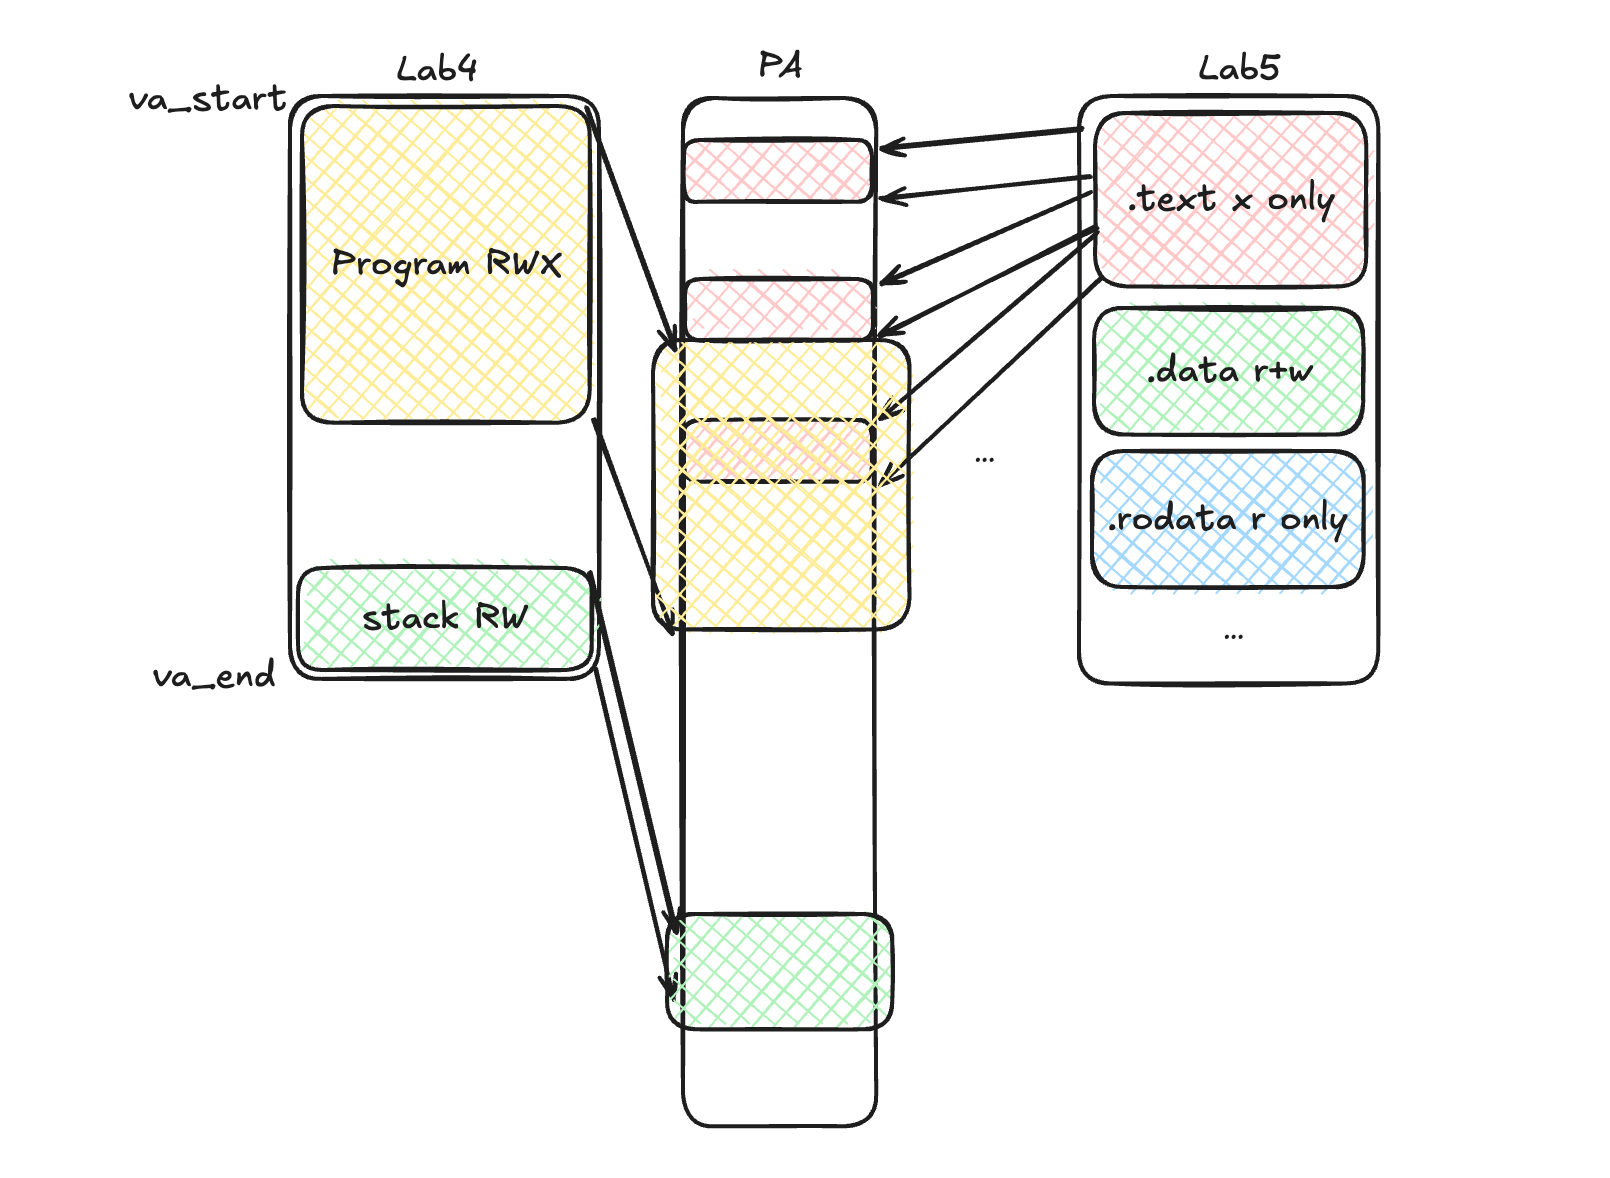 Lab4
PA
Lab5
va_start
Program RWX
.text x only
.data r+w
...
.rodata r only
stack RW
...
va_end